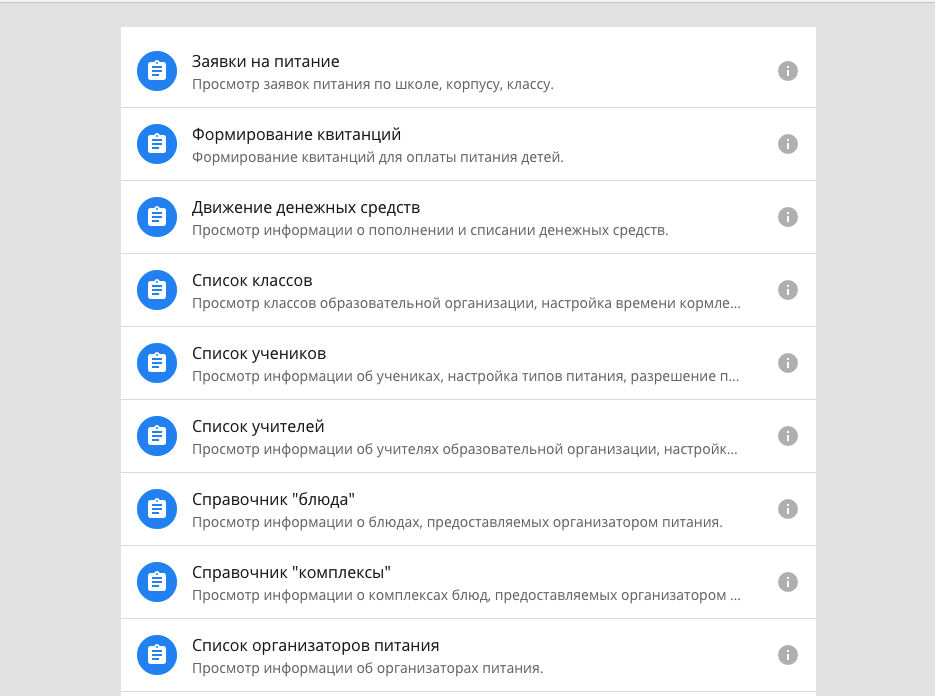 Заявки на питание
Просмотр заявок питания по школе, корпусу, классу.
Формирование квитанций
Формирование квитанций для оплаты питания детей.
Движение денежных средств
Просмотр информации о пополнении и списании денежных средств.
Список классов
Просмотр классов образовательной организации, настройка времени кормле...
Список учеников
Просмотр информации об учениках, настройка типов питания, разрешение п...
Список учителей
Просмотр информации об учителях образовательной организации, настройк...
Справочник "блюда"
Просмотр информации о блюдах, предоставляемых организатором питания.
Справочник "комплексы"
Просмотр информации о комплексах блюд, предоставляемых организатором ...
Список организаторов питания
Просмотр информации об организаторах питания.